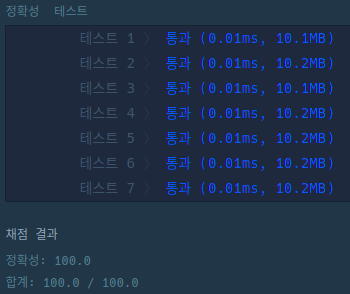 정확성 테스트
테스트 1 〉 통과 (0.01ms, 10.1MB)
테스트 2 〉 통과 (0.01ms, 10.2MB)
테스트 3 〉 통과 (0.01ms, 10.1MB)
테스트 4 〉 통과 (0.01ms, 10.2MB)
테스트 5 〉 통과 (0.01ms, 10.2MB)
테스트 6 〉 통과 (0.01ms, 10.2MB)
테스트 7 〉 통과 (0.01ms, 10.2MB)
채점 결과
정확성: 100.0
합계: 100.0 / 100.0